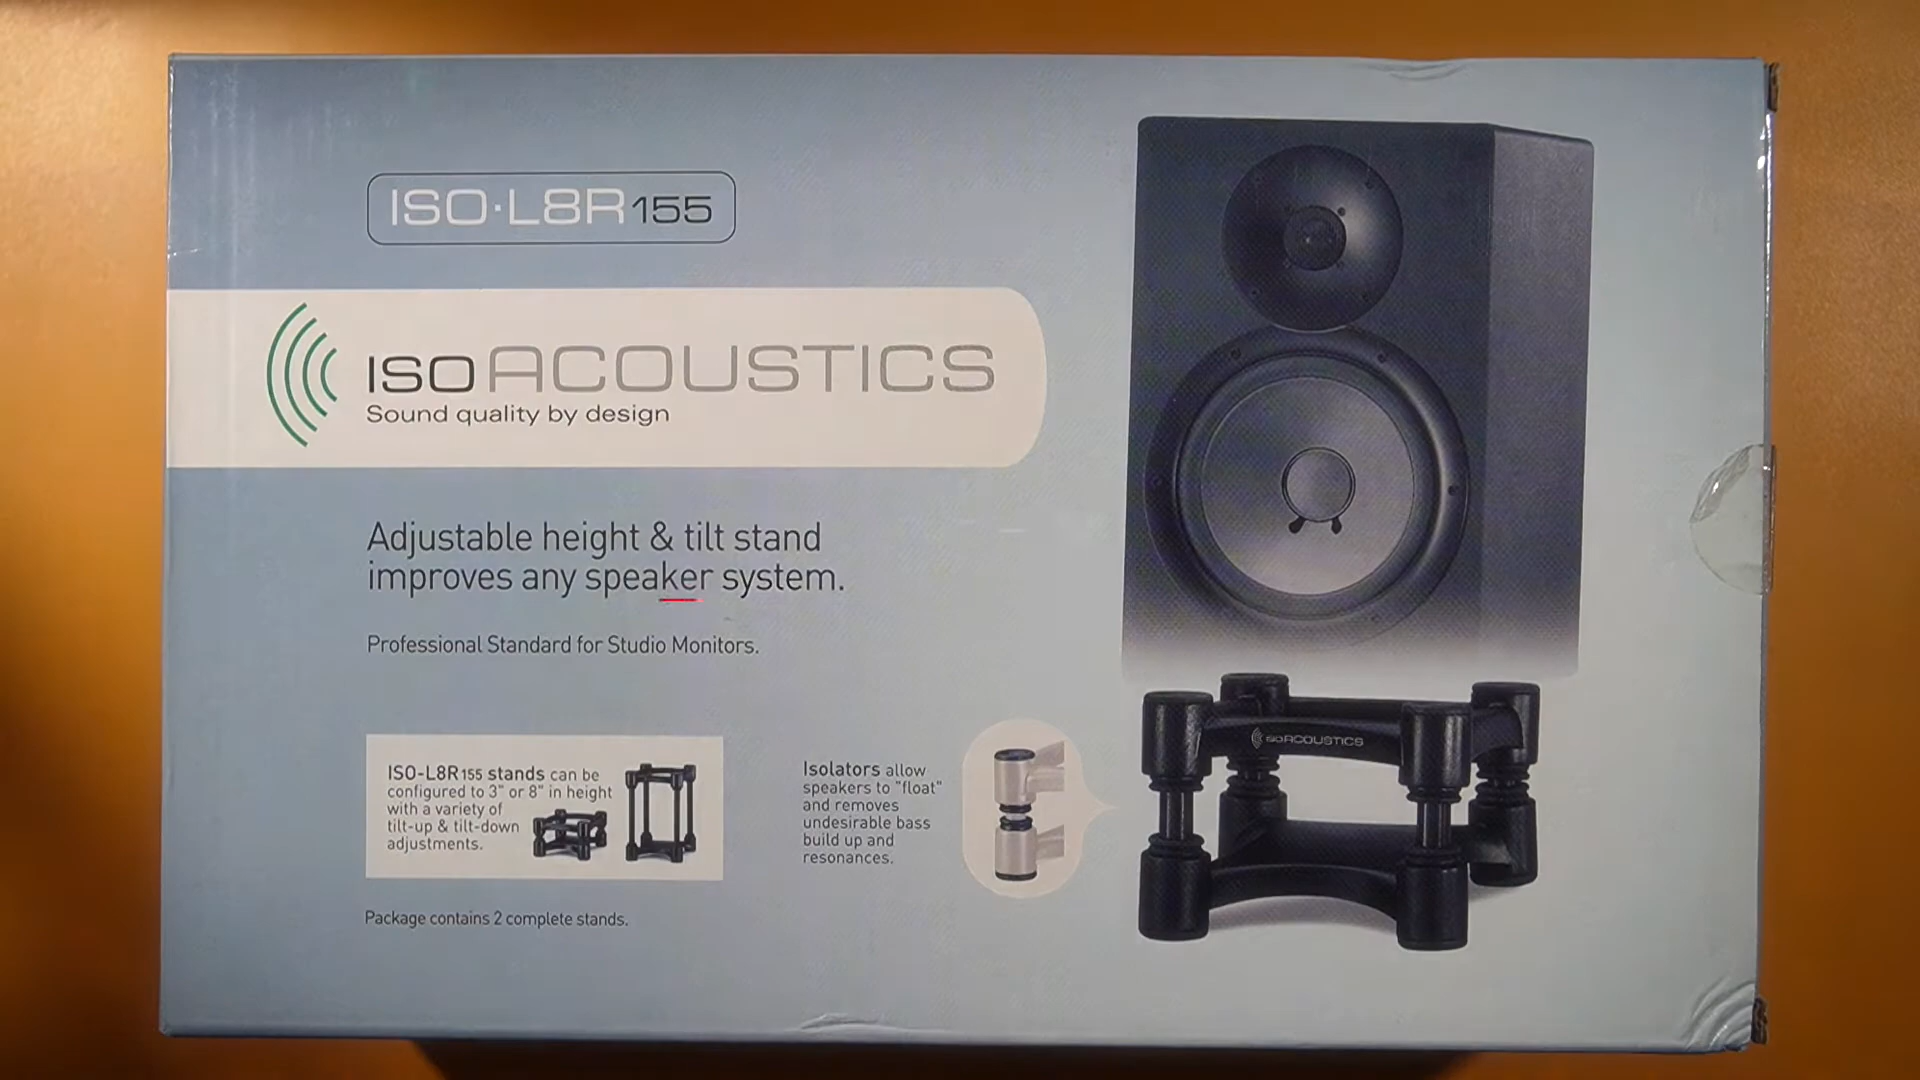 ISO·L8R155
ISOACOUSTICS
Sound quality by design
Adjustable height & tilt stand
improves any speaker system.
Professional Standard for Studio Monitors.
ISO-L8R155 stands can be
configured to 3" or 8" in height
with a variety of
tilt-up & tilt-down
adjustments.
Isolators allow
speakers to "float"
and removes
undesirable bass
build up and
resonances.
ISOACOUSTICS
Package contains 2 complete stands.